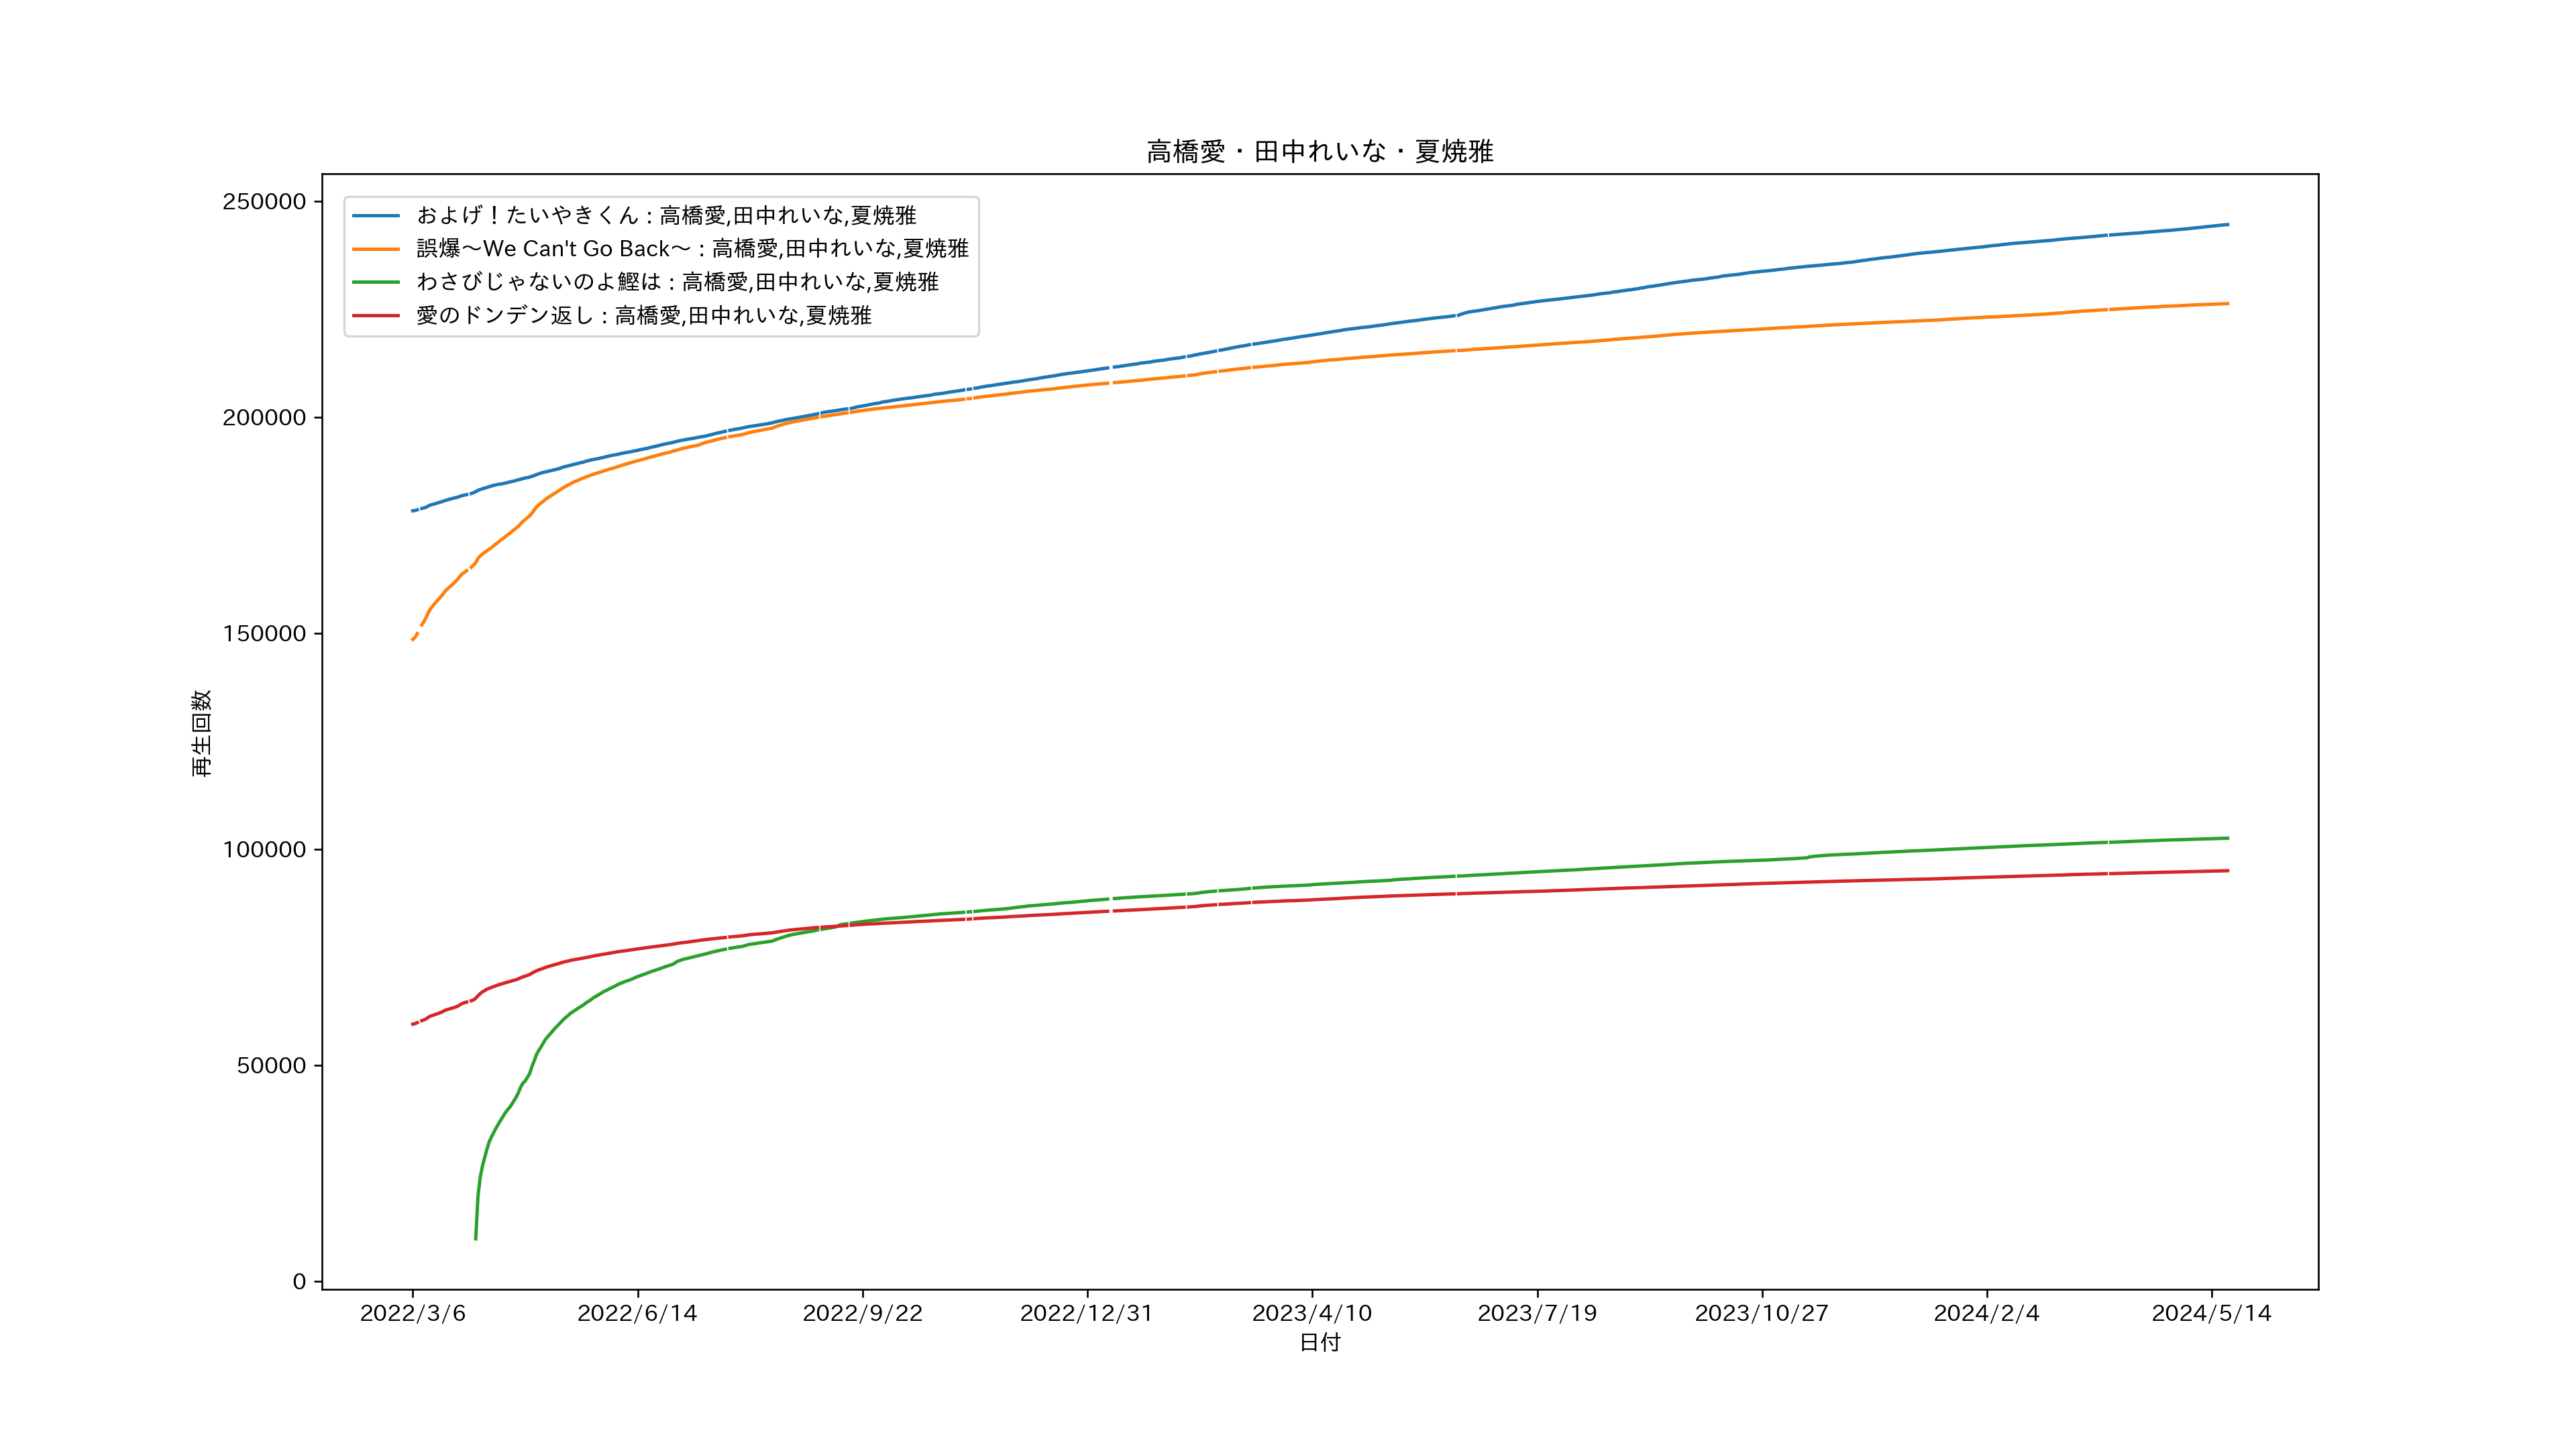 高橋愛・田中れいな・夏焼雅
250000
200000
150000
100000
50000
0
再生回数
およげ！たいやきくん : 高橋愛,田中れいな,夏焼雅
誤爆～We Can't Go Back～ : 高橋愛,田中れいな,夏焼雅
わさびじゃないのよ鰹は : 高橋愛,田中れいな,夏焼雅
愛のドンデン返し : 高橋愛,田中れいな,夏焼雅
2022/3/6 2022/6/14 2022/9/22 2022/12/31 2023/4/10 2023/7/19 2023/10/27 2024/2/4 2024/5/14
日付